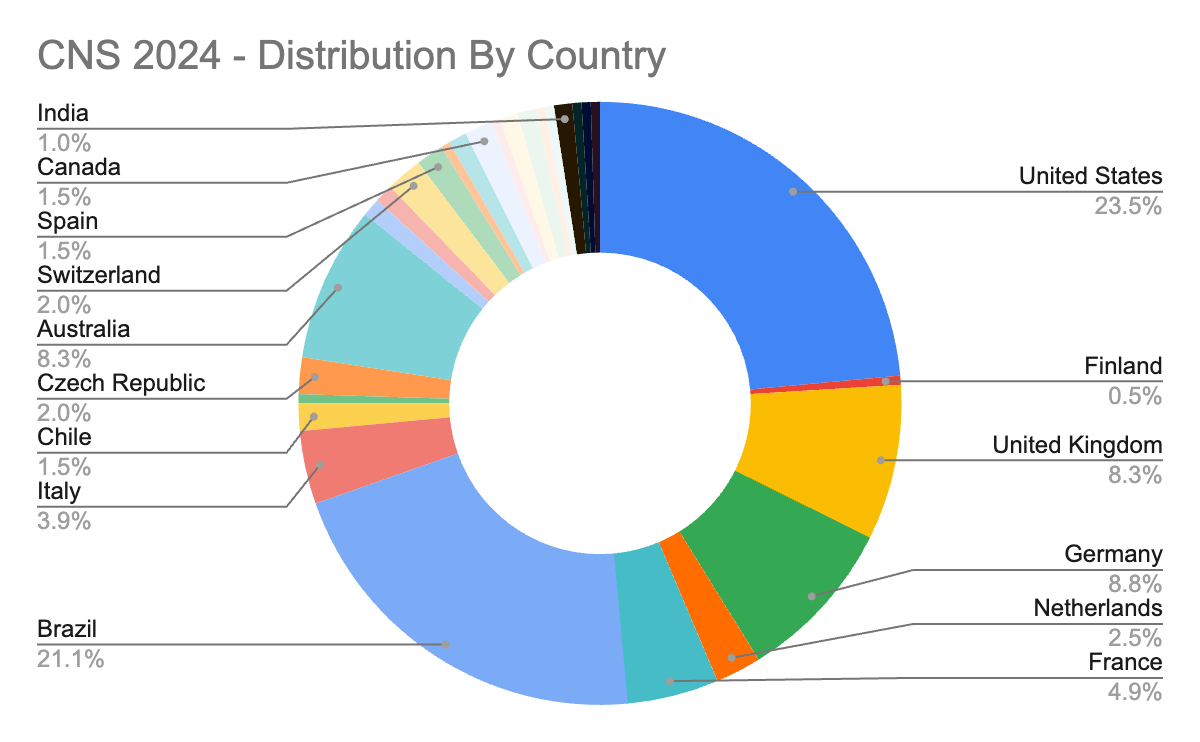 CNS 2024 - Distribution By Country
India
1.0%
Canada
1.5%
Spain
1.5%
Switzerland
2.0%
Australia
8.3%
Czech Republic
2.0%
Chile
1.5%
Italy
3.9%
Brazil
21.1%
United States
23.5%
Finland
0.5%
United Kingdom
8.3%
Germany
8.8%
Netherlands
2.5%
France
4.9%